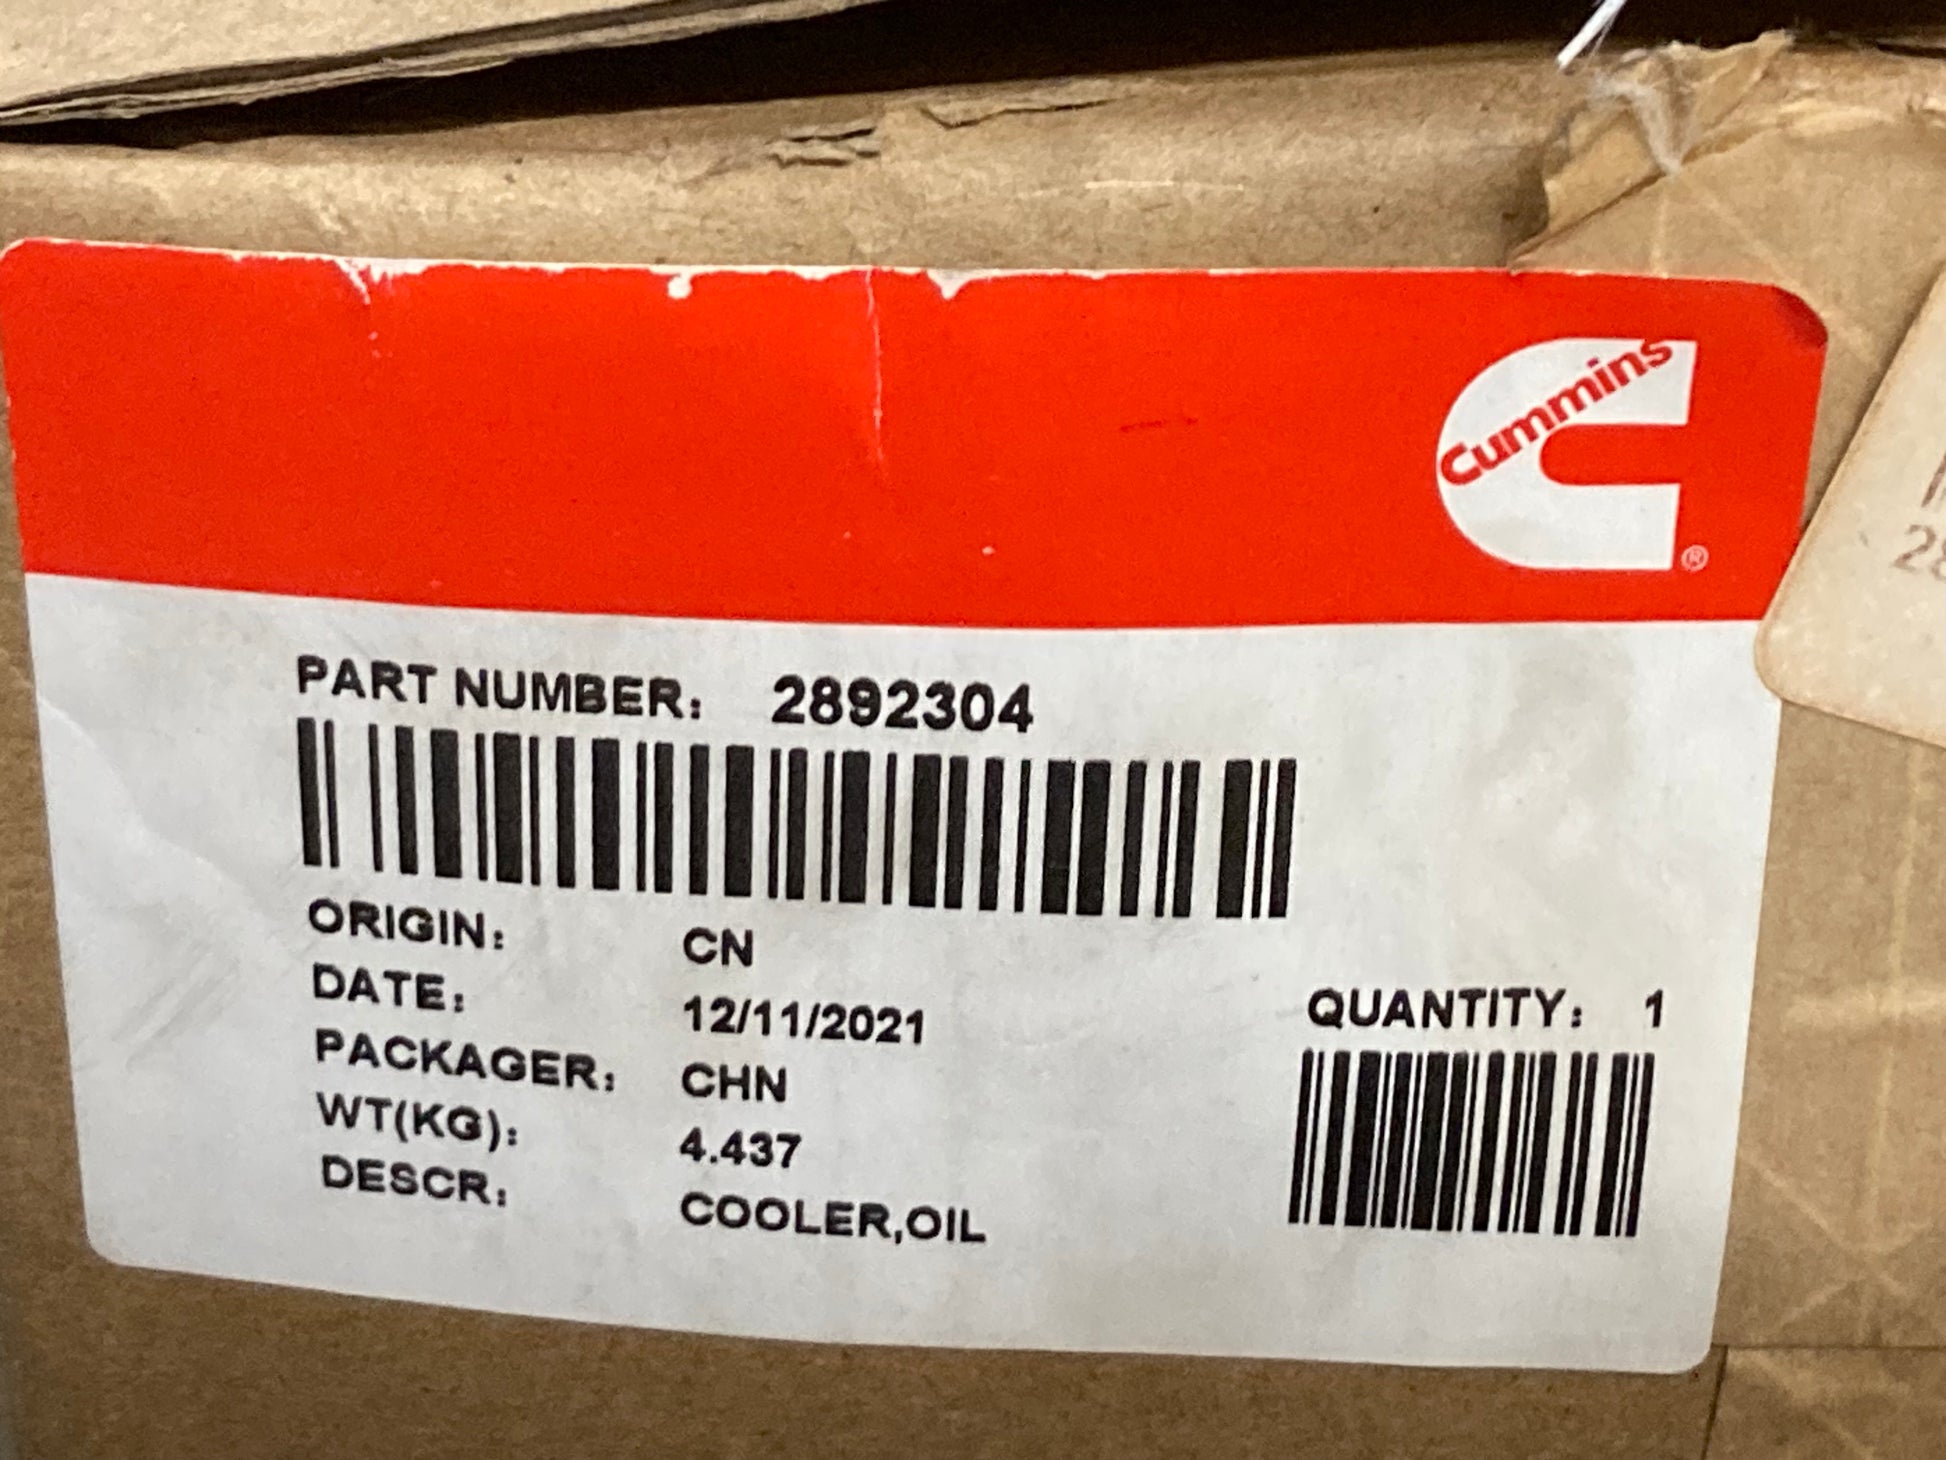 Cummins
®
PART NUMBER: 2892304
ORIGIN: CN
DATE: 12/11/2021
PACKAGER: CHN
WT(KG): 4.437
DESCR: COOLER,OIL
QUANTITY: 1